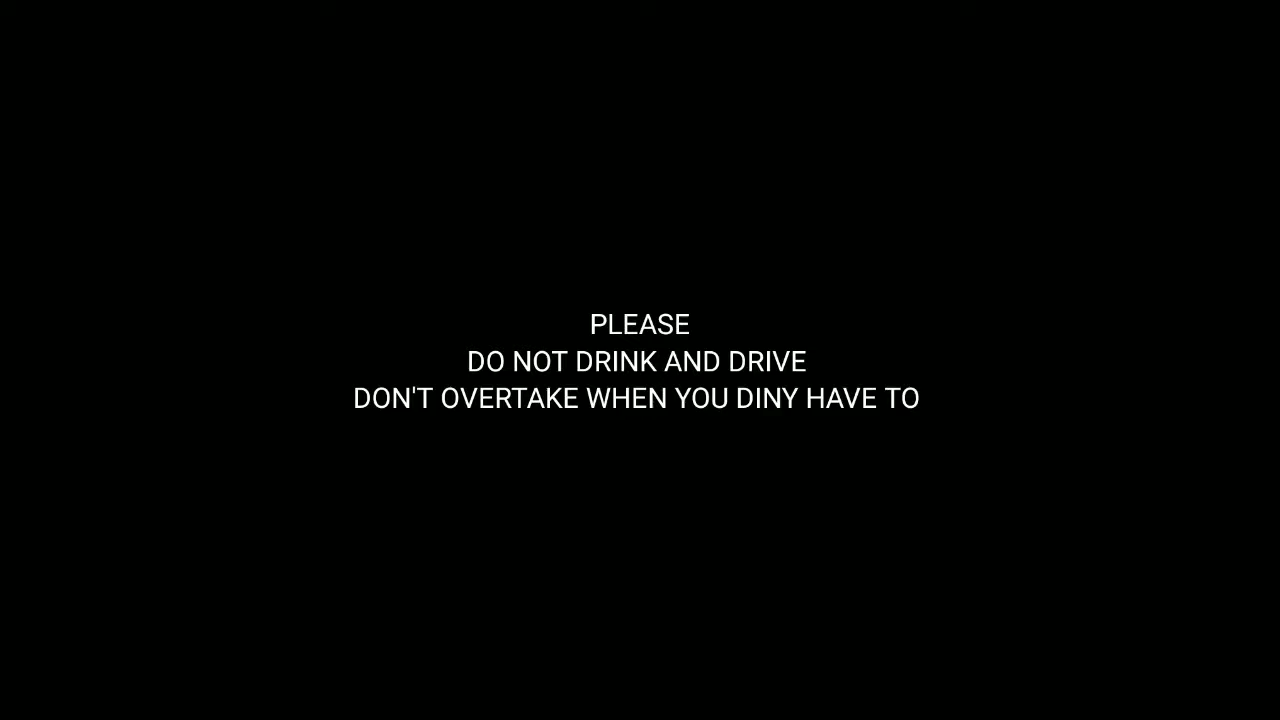 PLEASE
DO NOT DRINK AND DRIVE
DON'T OVERTAKE WHEN YOU DINY HAVE TO